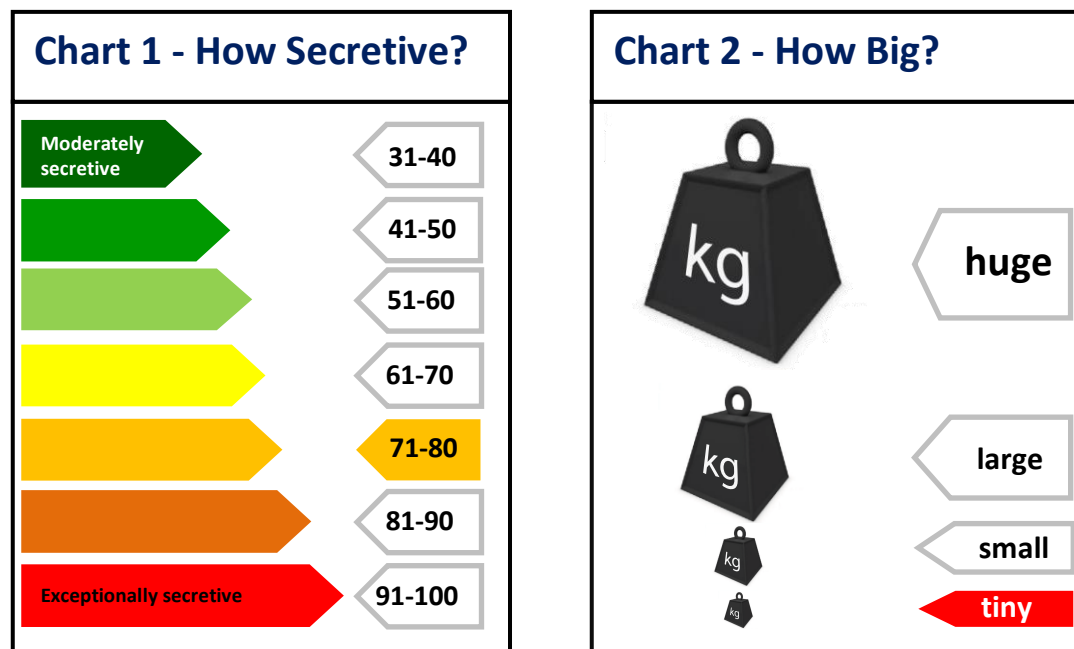 Chart 1 - How Secretive?
Moderately
secretive
31-40
41-50
51-60
61-70
71-80
81-90
Exceptionally secretive
91-100
Chart 2 - How Big?
kg
huge
kg
large
kg
small
kg
tiny